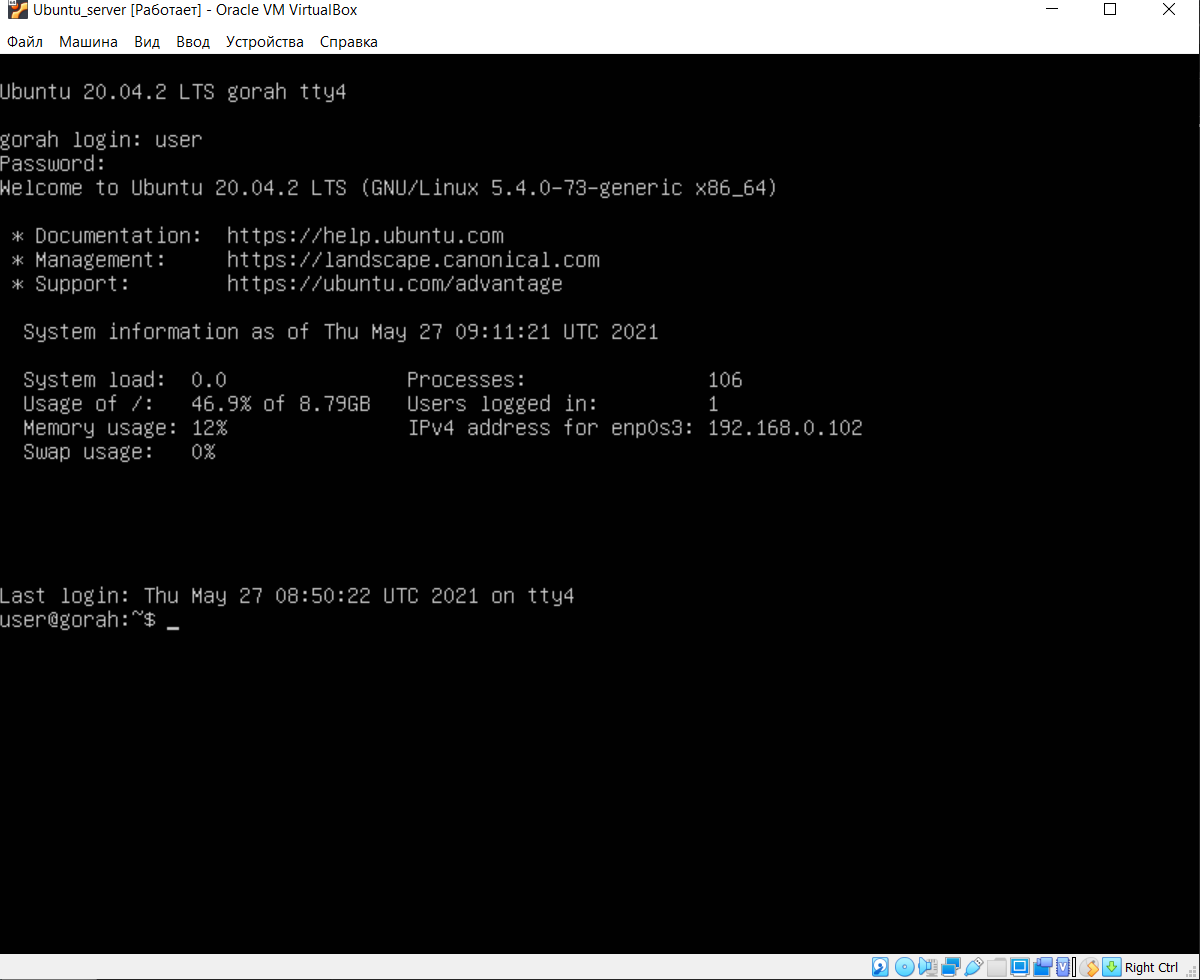 Ubuntu_server [Работает] - Oracle VM VirtualBox
Файл Машина Вид Ввод Устройства Справка
Ubuntu 20.04.2 LTS gorah tty4
gorah login: user
Password:
Welcome to Ubuntu 20.04.2 LTS (GNU/Linux 5.4.0-73-generic x86_64)
* Documentation: https://help.ubuntu.com
* Management: https://landscape.canonical.com
* Support: https://ubuntu.com/advantage
System information as of Thu May 27 09:11:21 UTC 2021
System load: 0.0 Processes: 106
Usage of /: 46.9% of 8.79GB Users logged in: 1
Memory usage: 12% IPv4 address for enp0s3: 192.168.0.102
Swap usage: 0%
Last login: Thu May 27 08:50:22 UTC 2021 on tty4
user@gorah:~$ _
Right Ctrl